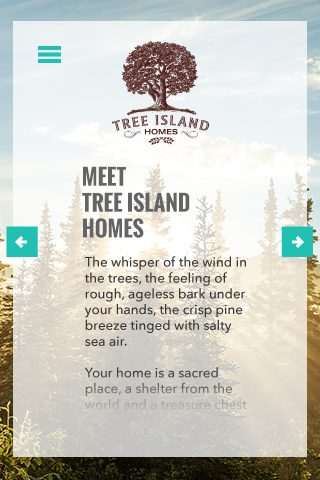 TREE ISLAND
HOMES
MEET
TREE ISLAND
HOMES
The whisper of the wind in
the trees, the feeling of
rough, ageless bark under
your hands, the crisp pine
breeze tinged with salty
sea air.
Your home is a sacred
place, a shelter from the
world and a treasure chest